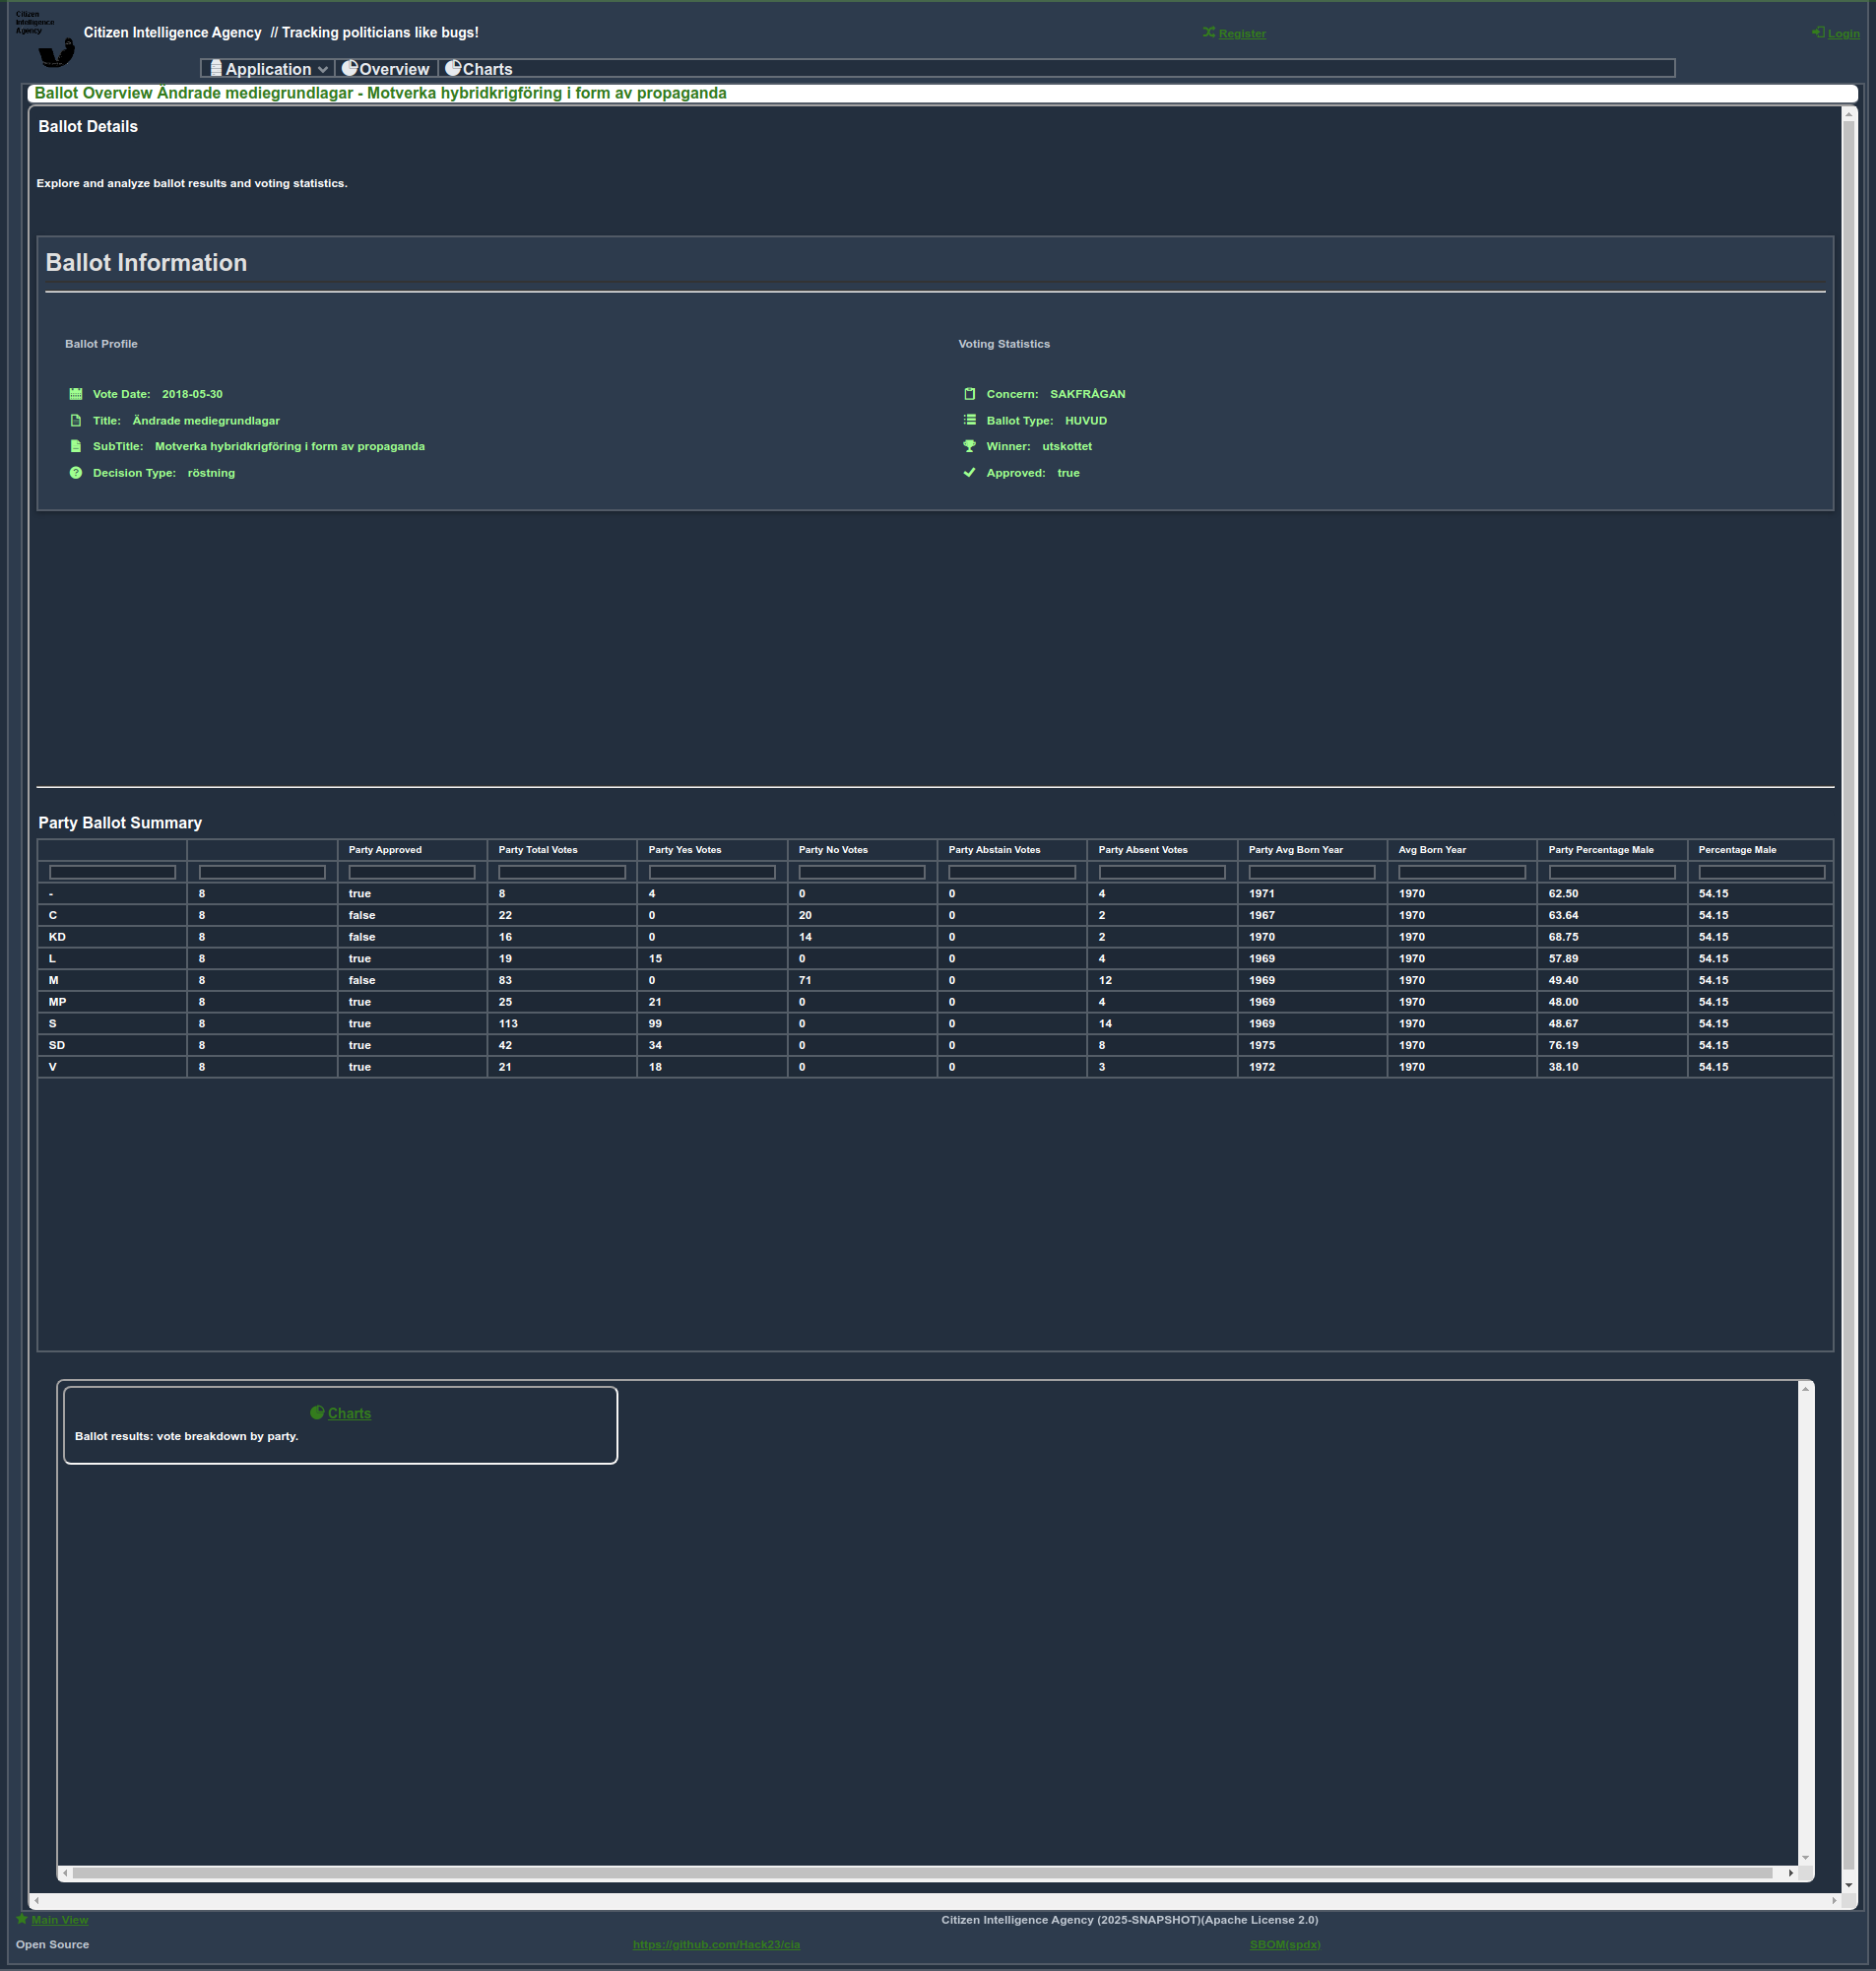 Citizen
Intelligence
Agency
Citizen Intelligence Agency // Tracking politicians like bugs!
Register
Login
Application
Overview
Charts
Ballot Overview Ändrade mediegrundlagar - Motverka hybridkrigföring i form av propaganda
Ballot Details
Explore and analyze ballot results and voting statistics.
Ballot Information
Ballot Profile
Vote Date: 2018-05-30
Title: Ändrade mediegrundlagar
SubTitle: Motverka hybridkrigföring i form av propaganda
Decision Type: röstning
Voting Statistics
Concern: SAKFRÅGAN
Ballot Type: HUVUD
Winner: utskottet
Approved: true
Party Ballot Summary
Party Approved Party Total Votes Party Yes Votes Party No Votes Party Abstain Votes Party Absent Votes Party Avg Born Year Avg Born Year Party Percentage Male Percentage Male
- 8 true 8 4 0 0 4 1971 1970 62.50 54.15
C 8 false 22 0 20 0 2 1967 1970 63.64 54.15
KD 8 false 16 0 14 0 2 1970 1970 68.75 54.15
L 8 true 19 15 0 0 4 1969 1970 57.89 54.15
M 8 false 83 0 71 0 12 1969 1970 49.40 54.15
MP 8 true 25 21 0 0 4 1969 1970 48.00 54.15
S 8 true 113 99 0 0 14 1969 1970 48.67 54.15
SD 8 true 42 34 0 0 8 1975 1970 76.19 54.15
V 8 true 21 18 0 0 3 1972 1970 38.10 54.15
Charts
Ballot results: vote breakdown by party.
Main View
Citizen Intelligence Agency (2025-SNAPSHOT)(Apache License 2.0)
Open Source
https://github.com/Hack23/cia
SBOM(spdx)